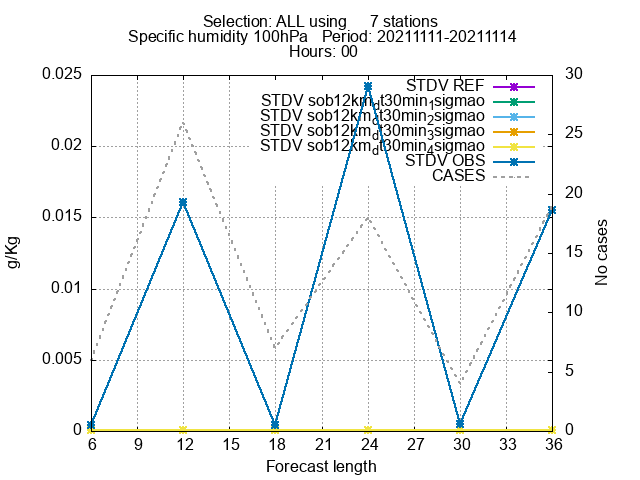 Selection: ALL using     7 stations
Specific humidity 100hPa   Period: 20211111-20211114
Hours: 00
STDV REF
STDV sob12km_dt30min_1sigmao
STDV sob12km_dt30min_2sigmao
STDV sob12km_dt30min_3sigmao
STDV sob12km_dt30min_4sigmao
STDV OBS
CASES
0.025
0.02
0.015
0.01
0.005
0
30
25
20
15
10
5
0
g/Kg
No cases
6 9 12 15 18 21 24 27 30 33 36
Forecast length